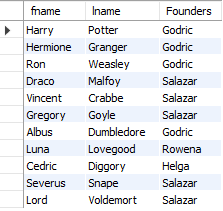 fname lname Founders
Harry Potter Godric
Hermione Granger Godric
Ron Weasley Godric
Draco Malfoy Salazar
Vincent Crabbe Salazar
Gregory Goyle Salazar
Albus Dumbledore Godric
Luna Lovegood Rowena
Cedric Diggory Helga
Severus Snape Salazar
Lord Voldemort Salazar